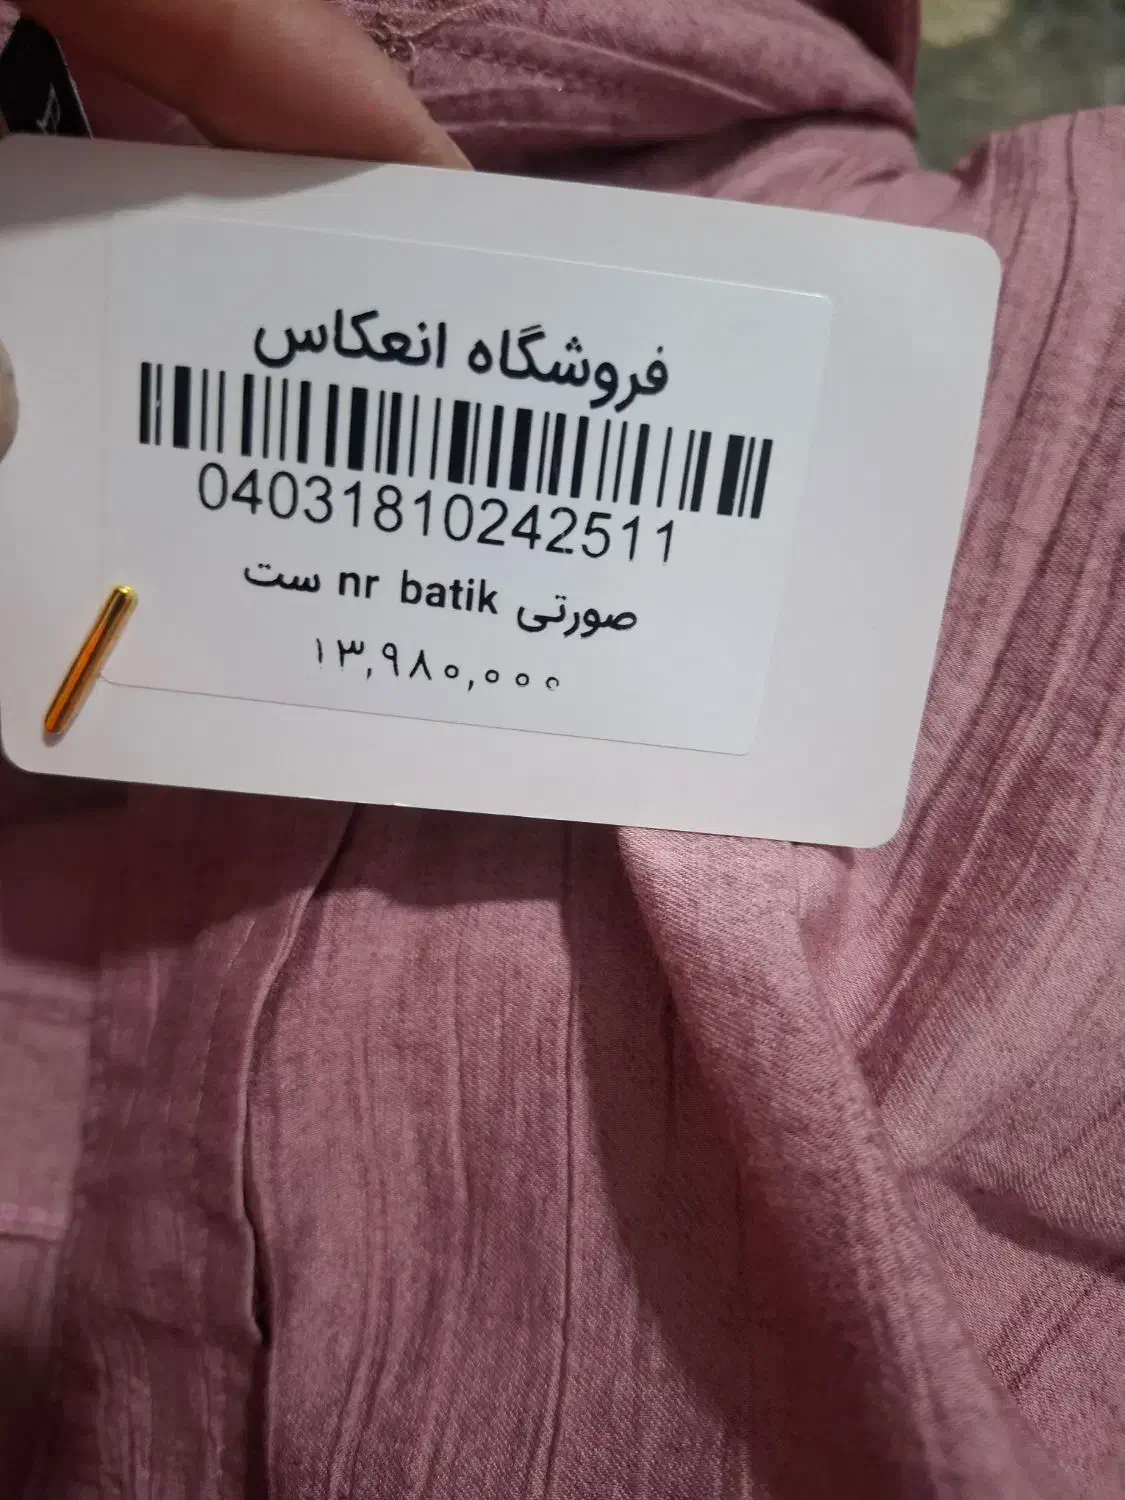 فروشگاه انعکاس
04031810242511
ست nr batik صورتی
۱۳,۹۸۰,۰۰۰